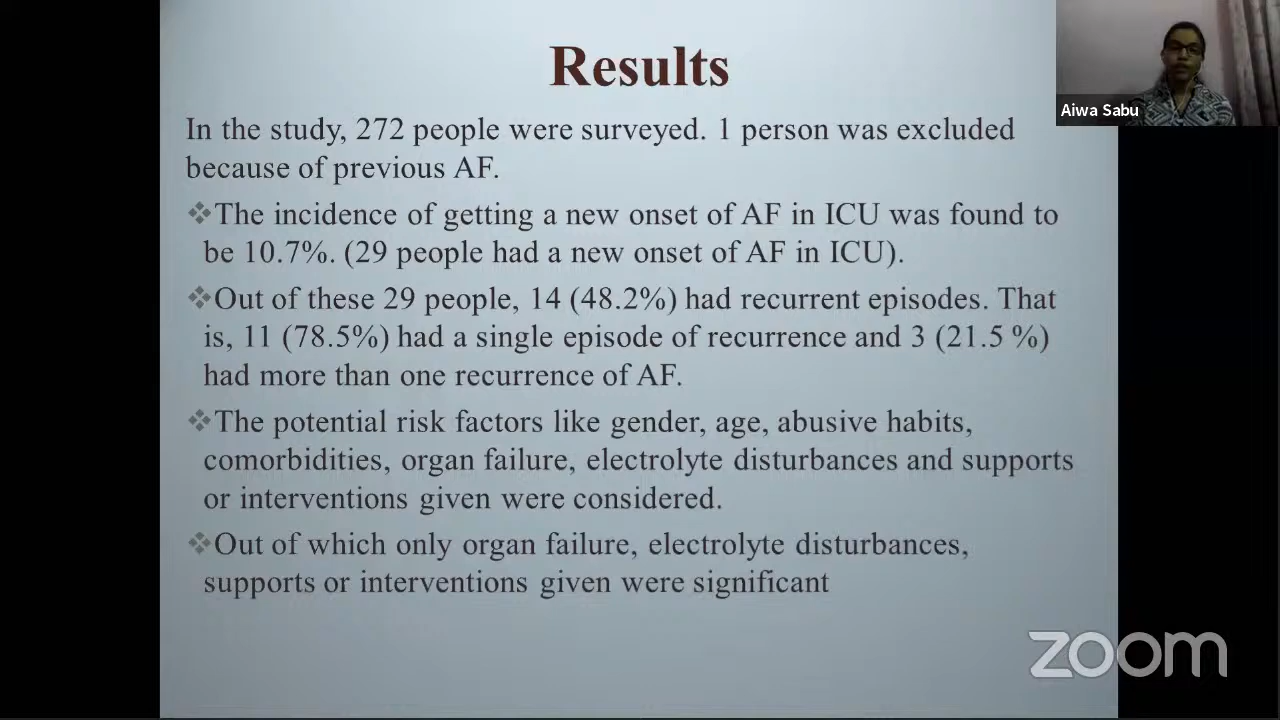 Results
In the study, 272 people were surveyed. 1 person was excluded
because of previous AF.
❖The incidence of getting a new onset of AF in ICU was found to
be 10.7%. (29 people had a new onset of AF in ICU).
❖Out of these 29 people, 14 (48.2%) had recurrent episodes. That
is, 11 (78.5%) had a single episode of recurrence and 3 (21.5 %)
had more than one recurrence of AF.
❖The potential risk factors like gender, age, abusive habits,
comorbidities, organ failure, electrolyte disturbances and supports
or interventions given were considered.
❖Out of which only organ failure, electrolyte disturbances,
supports or interventions given were significant
Aiwa Sabu
zoom